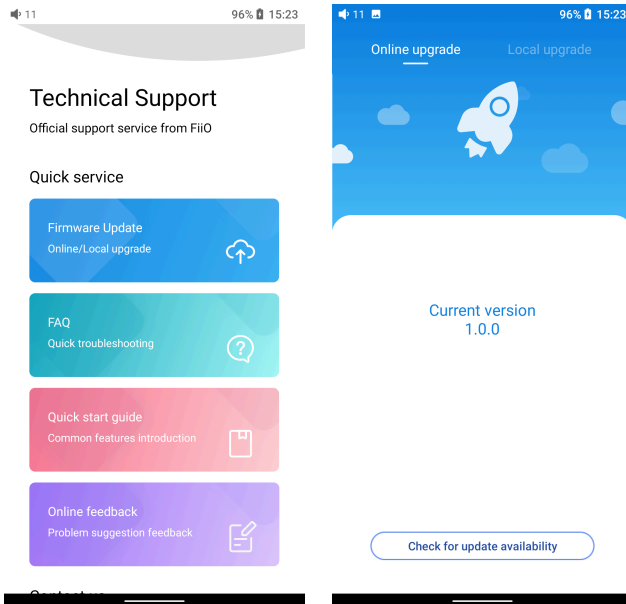 11 96% 15:23
Technical Support
Official support service from FiiO
Quick service
Firmware Update
Online/Local upgrade
FAQ
Quick troubleshooting
Quick start guide
Common features introduction
Online feedback
Problem suggestion feedback
11 96% 15:23
Online upgrade Local upgrade
Current version
1.0.0
Check for update availability